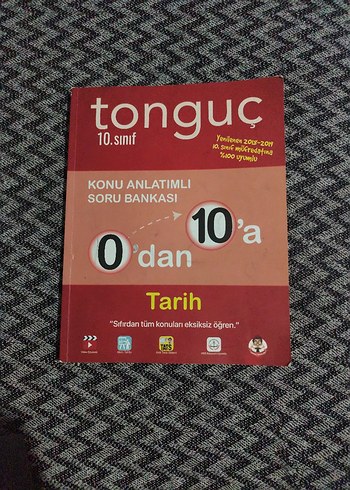 tonguç
10.sınıf
Yenilenen 2018-2019
10. sınıf müfredatına
%100 uyumlu
KONU ANLATIMLI
SORU BANKASI
0'dan 10'a
Tarih
"Sıfırdan tüm konuları eksiksiz öğren."